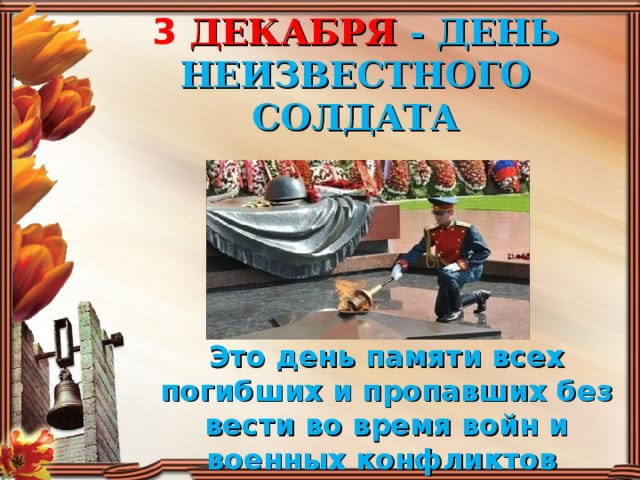 3 ДЕКАБРЯ - ДЕНЬ
НЕИЗВЕСТНОГО
СОЛДАТА
Это день памяти всех
погибших и пропавших без
вести во время войн и
военных конфликтов